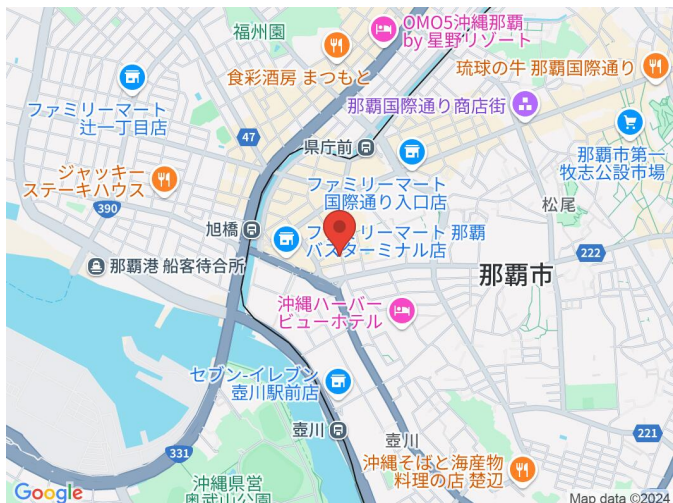 福州園
OMO5沖縄那覇
by 星野リゾート
食彩酒房 まつもと
琉球の牛 那覇国際通り
ファミリーマート
辻一丁目店
那覇国際通り商店街
47
県庁前
那覇市第一
牧志公設市場
ジャッキー
ステーキハウス
ファミリーマート
国際通り入口店
390
松尾
旭橋
ファミリーマート 那覇
バスターミナル店
222
那覇港 船客待合所
那覇市
沖縄ハーバー
ビューホテル
セブン-イレブン
壺川駅前店
壺川
壺川
221
331
沖縄そばと海産物
料理の店 楚辺
沖縄県営
奥武山公園
Google
Map data ©2024